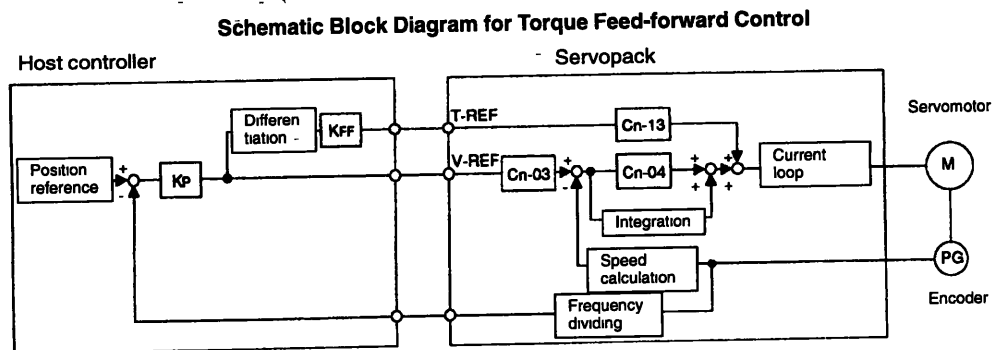 Schematic Block Diagram for Torque Feed-forward Control
Host controller
Servopack
Differen
tiation
KFF
T-REF
Cn-13
Servomotor
Position
reference
+
-
KP
V-REF
Cn-03
+
-
Cn-04
+
+
+
+
Current
loop
M
Integration
Speed
calculation
PG
Encoder
Frequency
dividing